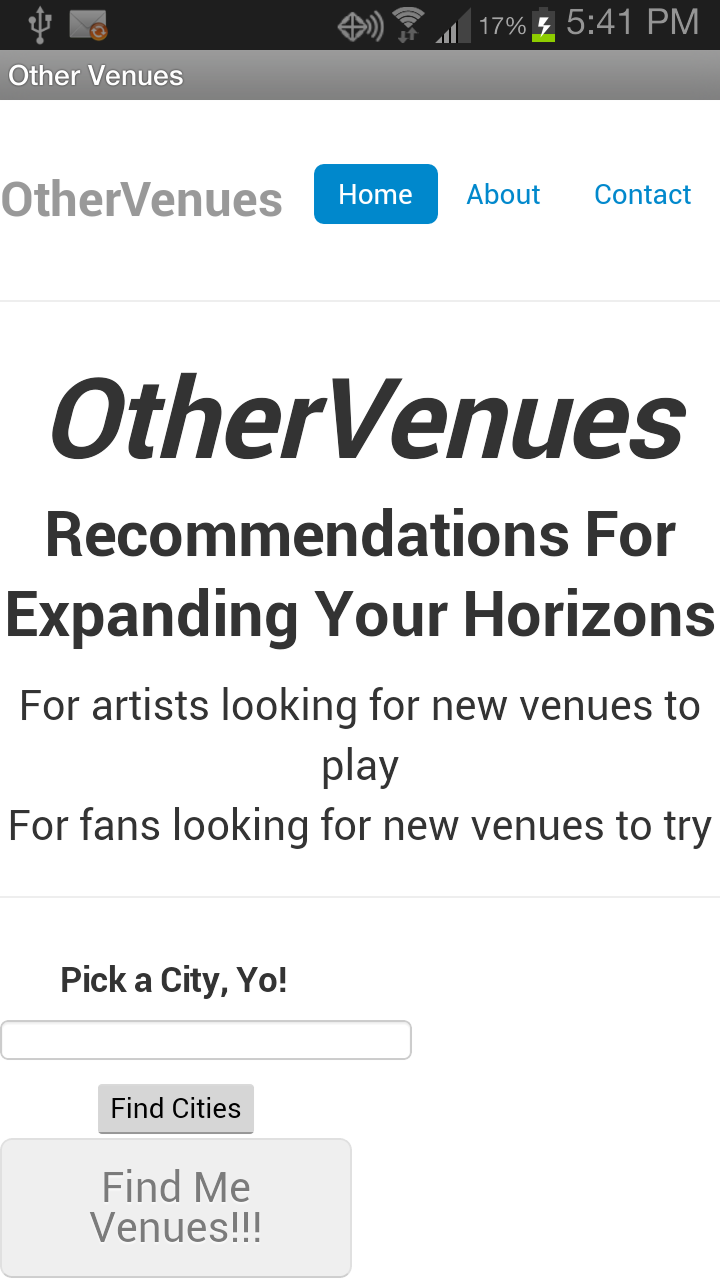 17% 5:41 PM
Other Venues
OtherVenues Home About Contact
OtherVenues
Recommendations For
Expanding Your Horizons
For artists looking for new venues to
play
For fans looking for new venues to try
Pick a City, Yo!
Find Cities
Find Me
Venues!!!